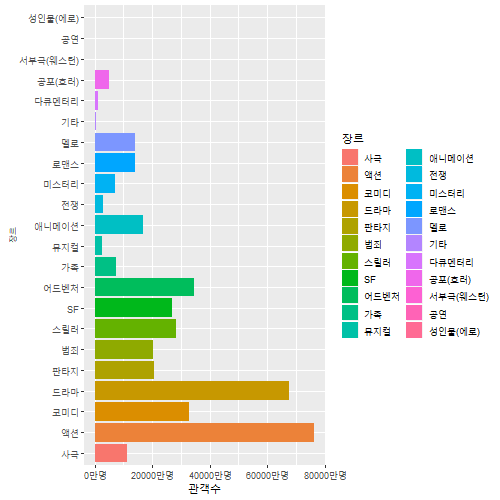 성인물(에로)
공연
서부극(웨스턴)
공포(호러)
다큐멘터리
기타
멜로
로맨스
미스터리
전쟁
애니메이션
뮤지컬
가족
어드벤처
SF
스릴러
범죄
판타지
드라마
코미디
액션
사극
장르
0만명 20000만명 40000만명 60000만명 80000만명
관객수
장르
사극
액션
코미디
드라마
판타지
범죄
스릴러
SF
어드벤처
가족
뮤지컬
애니메이션
전쟁
미스터리
로맨스
멜로
기타
다큐멘터리
공포(호러)
서부극(웨스턴)
공연
성인물(에로)